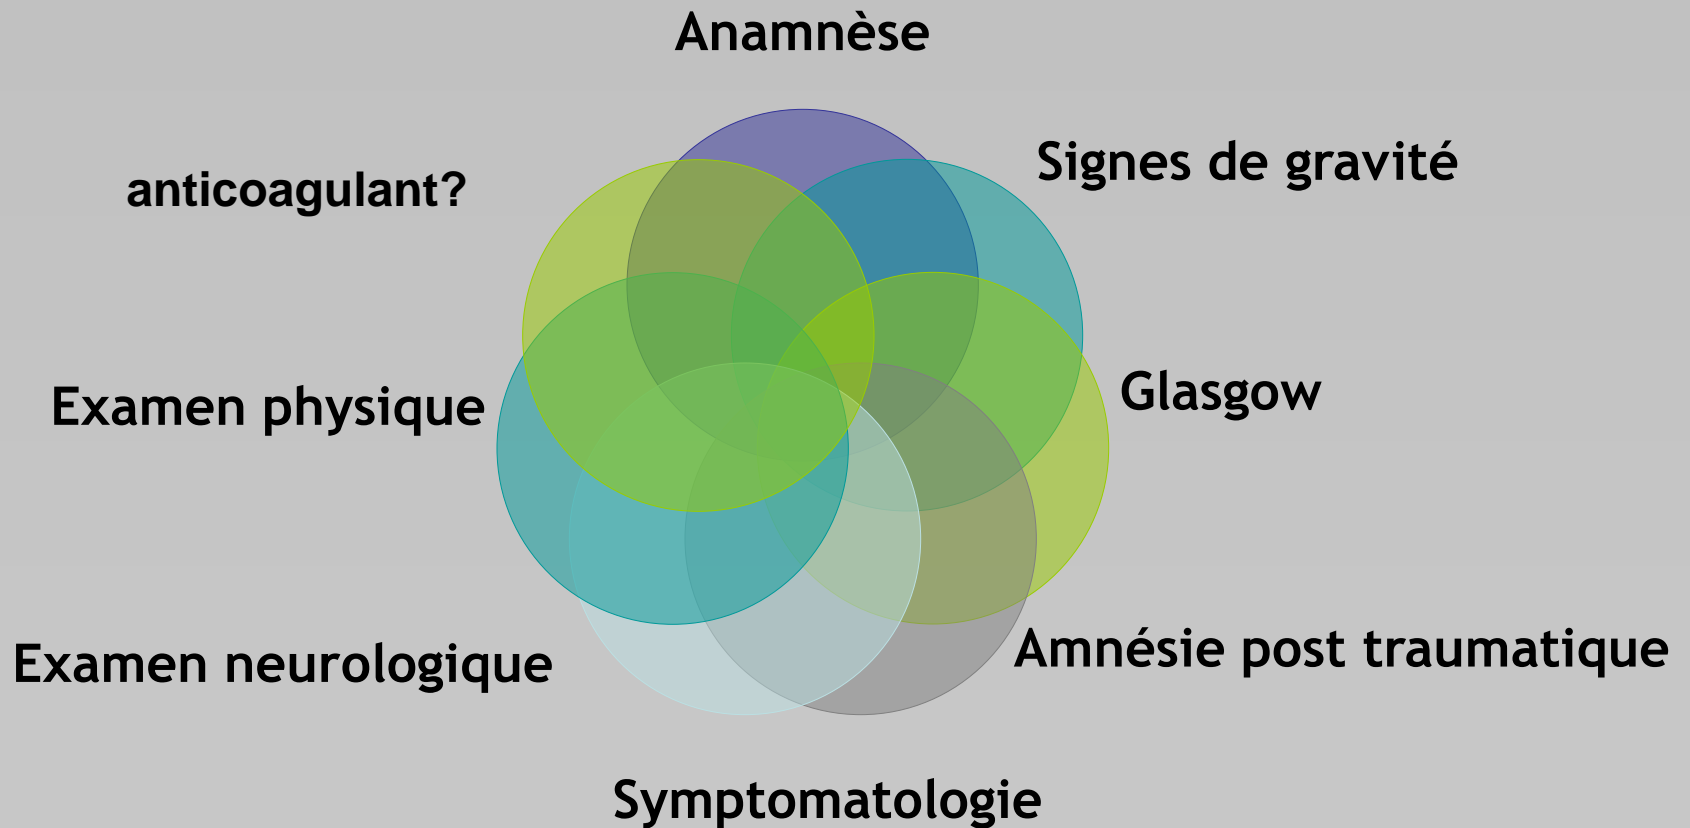 Anamnèse
Signes de gravité
anticoagulant?
Glasgow
Examen physique
Amnésie post traumatique
Examen neurologique
Symptomatologie